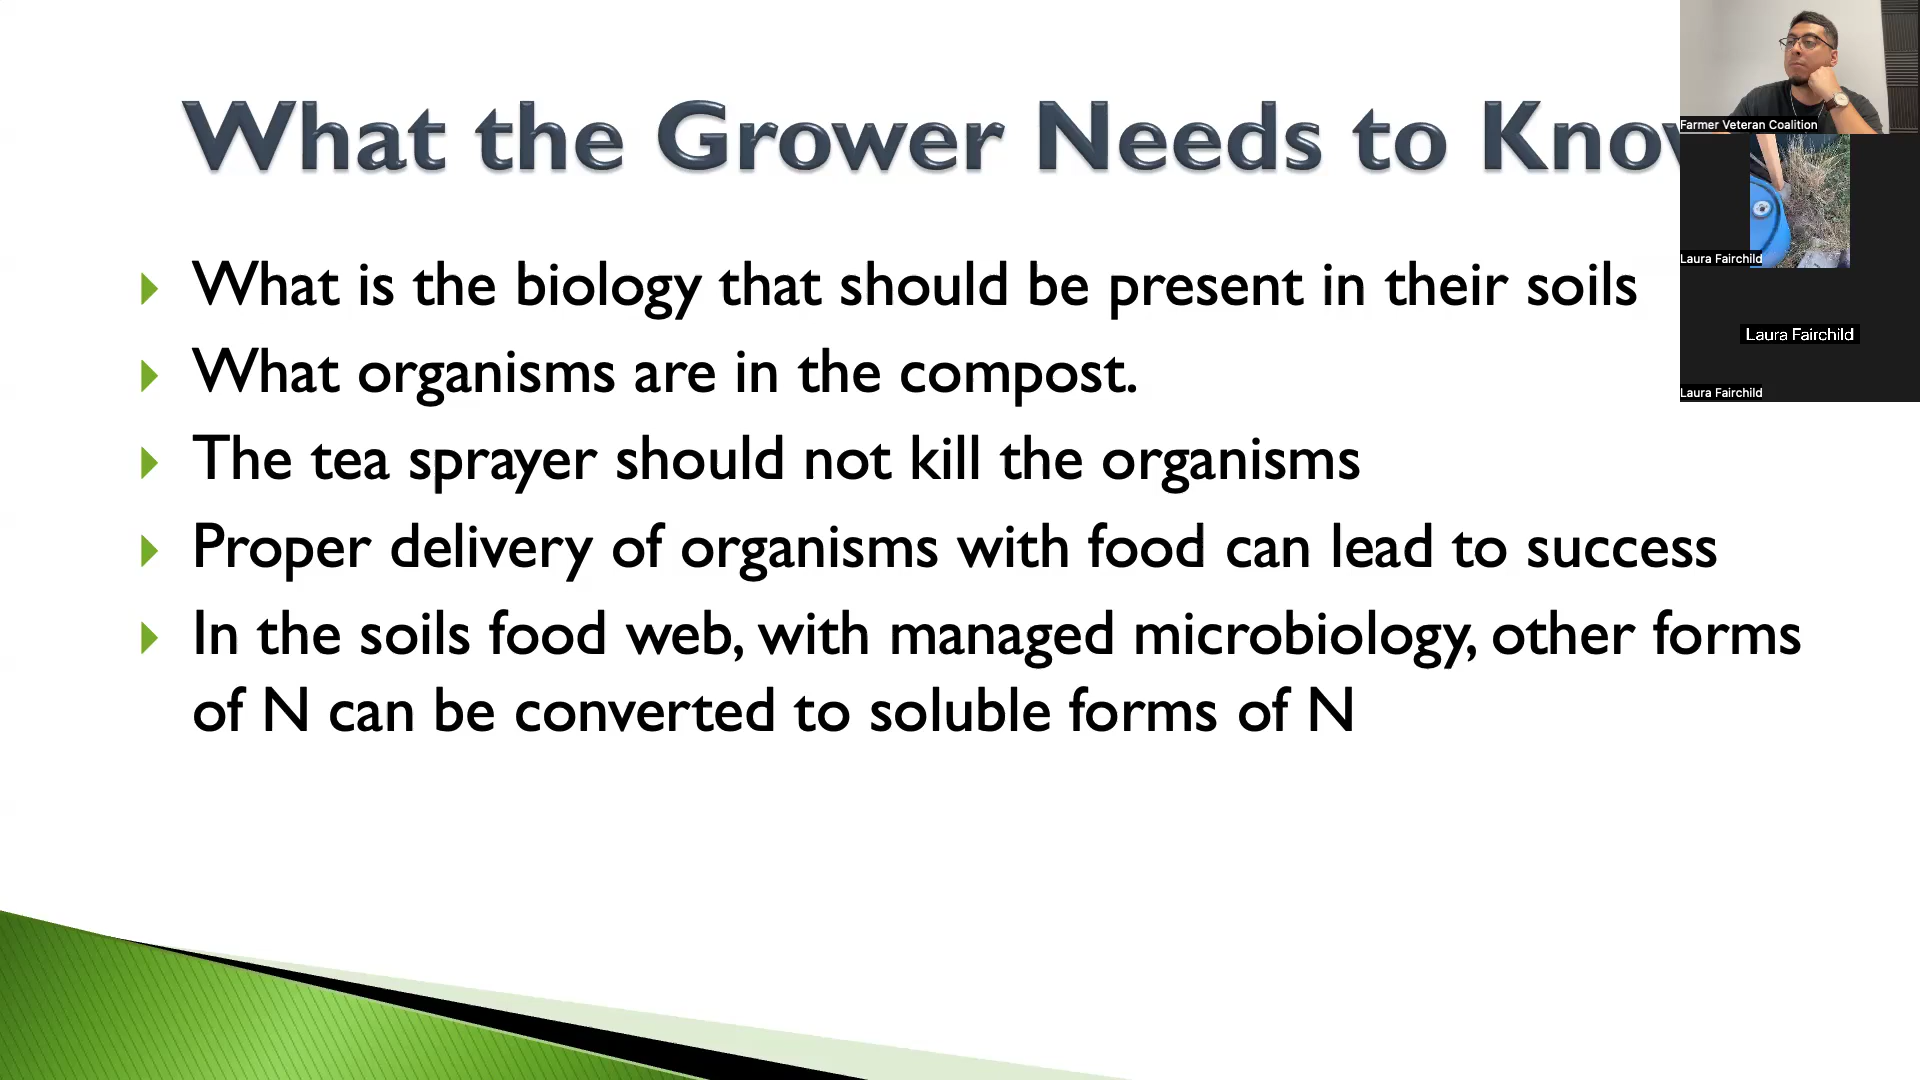 What the Grower Needs to Know
What is the biology that should be present in their soils
What organisms are in the compost.
The tea sprayer should not kill the organisms
Proper delivery of organisms with food can lead to success
In the soils food web, with managed microbiology, other forms
of N can be converted to soluble forms of N
Farmer Veteran Coalition
Laura Fairchild
Laura Fairchild
Laura Fairchild